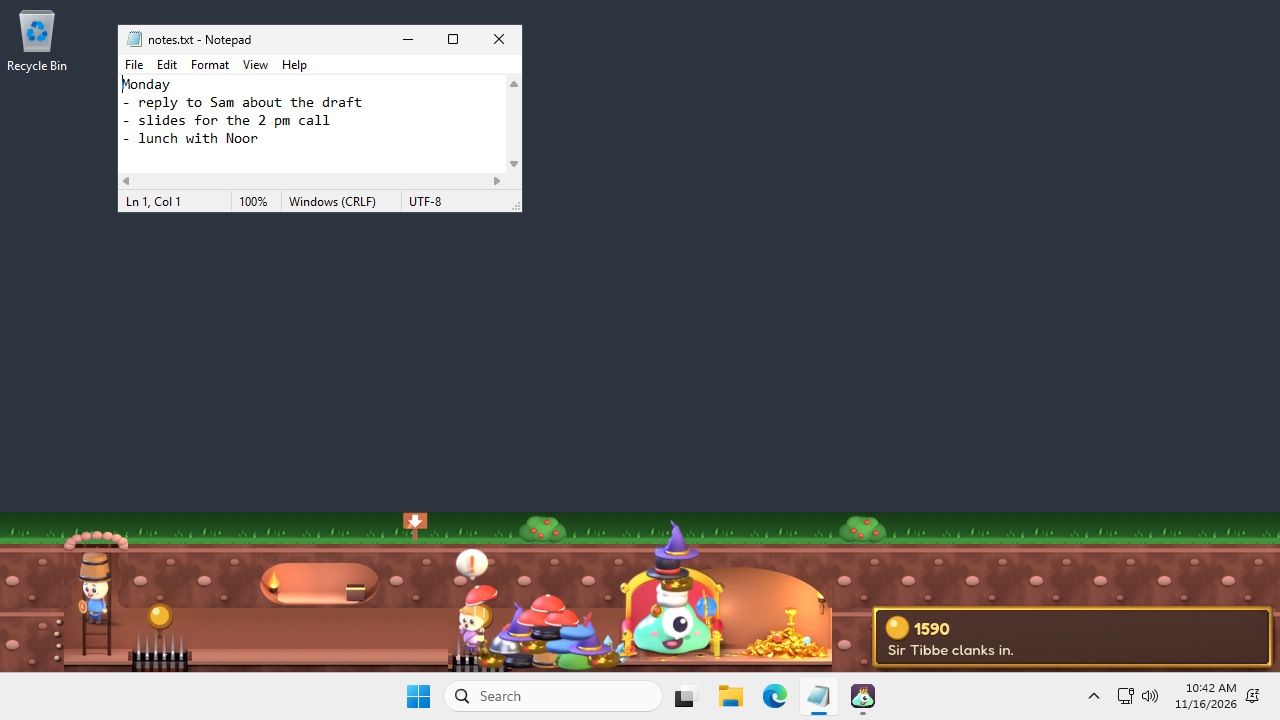 Recycle Bin
notes.txt - Notepad
File Edit Format View Help
Monday
- reply to Sam about the draft
- slides for the 2 pm call
- lunch with Noor
Ln 1, Col 1 100% Windows (CRLF) UTF-8
!
1590
Sir Tibbe clanks in.
Search
10:42 AM
11/16/2026